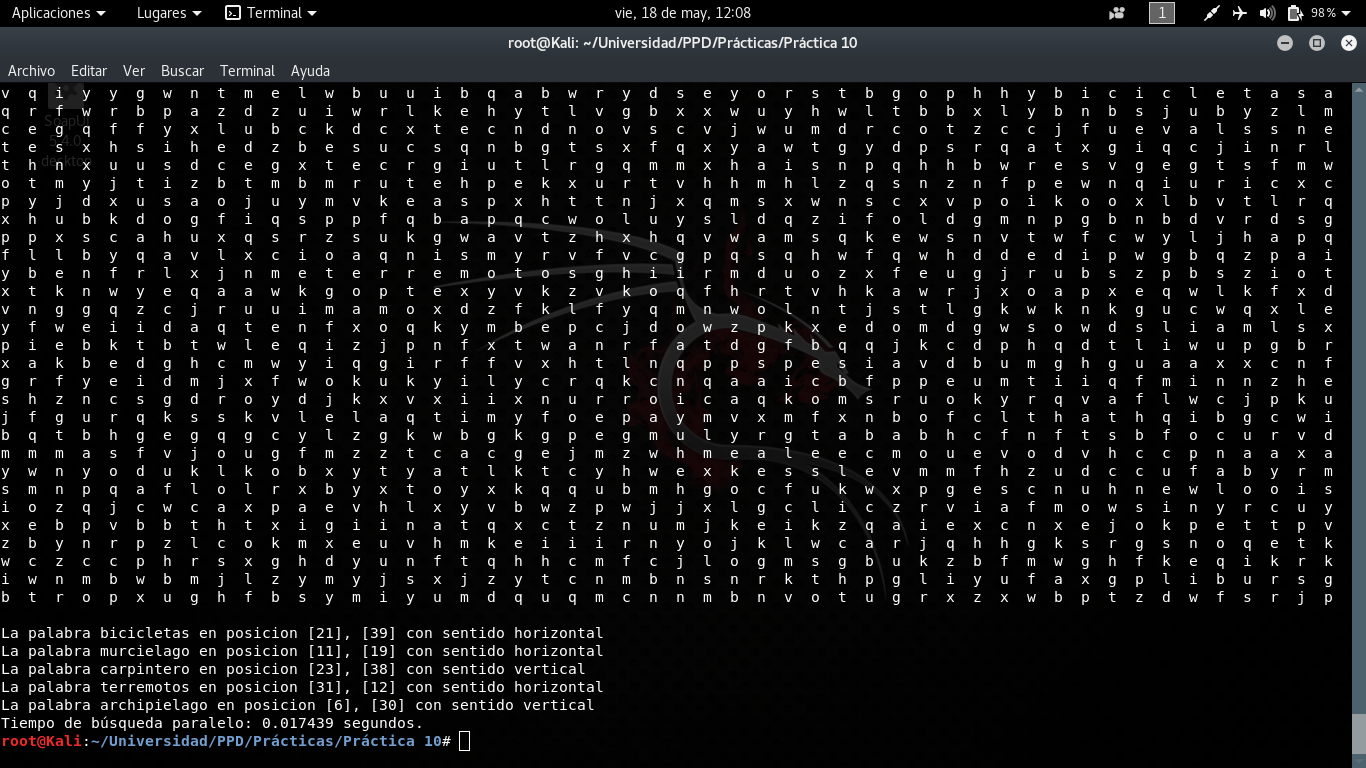 Aplicaciones Lugares Terminal vie, 18 de may, 12:08 1 98%
root@Kali: ~/Universidad/PPD/Prácticas/Práctica 10
Archivo Editar Ver Buscar Terminal Ayuda
v q i y y g w n t m e l w b u u i b q a b w r y d s e y o r s t b g o p h h y b i c i c l e t a s a
q r f w r b p a z d z u i w r l k e h y t l v g b x x w u y h w l t b b x l y b n b s j u b y z l m
c e g q f f y x l u b c k d c x t e c n d n o v s c v j w u m d r c o t z c c j f u e v a l s s n e
t e s x h s i h e d z b e s u c s q n b g t s x f q x y a w t g y d p s r q a t x g i q c j i n r l
t h n x u u s d c e g x t e c r g i u t l r g q m m x h a i s n p q h h b w r e s v g e g t s f m w
o t m y j t i z b t m b m r u t e h p e k x u r t v h h m h l z q s n z n f p e w n q i u r i c x c
p y j d x u s a o j u y m v k e a s p x h t t n j x q m s x w n s c x v p o i k o o x l b v t l r q
x h u b k d o g f i q s p p f q b a p q c w o l u y s l d q z i f o l d g m n p g b n b d v r d s g
p p x s c a h u x q s r z s u k g w a v t z h x h q v w a m s q k e w s n v t w f c w y l j h a p q
f l l b y q a v l x c i o a q n i s m y r v f v c g p q s q h w f q w h d d e d i p w g b q z p a i
y b e n f r l x j n m e t e r r e m o t o s g h i i r m d u o z x f e u g j r u b s z p b s z i o t
x t k n w y e q a a w k g o p t e x y v k z v k o q f h r t v h k a w r j x o a p x e q w l k f x d
v n g g q z c j r u u i m a m o x d z f k l f y q m n w o l n t j s t l g k w k n k g u c w q x l e
y f w e i i d a q t e n f x o q k y m b e p c j d o w z p k x e d o m d g w s o w d s l i a m l s x
p i e b k t b t w l e q i z j p n f x t w a n r f a t d g f b q q j k c d p h q d t l i w u p g b r
x a k b e d g h c m w y i q g i r f f v x h t l n a p p s p e s i a v d b u m g h g u a a x x n n f
g r f y e i d m j x f w o k u k y i l y c r q k c n q a a i c b f p p e u m t i i q f m i n n z h e
s h z n c s g d r o y d j k x v x i i x n u r r o i c a q k o m s r u o k y r q v a f l w c j p k u
j f g u r q k s s k v l e l a q t i m y f o e p a y m v x m f x n b o f c l t h a t h q i b g c w i
b q t b h g e g q g c y l z g k w b g k g p e g m u l y r g t a b a b h c f n f t s b f o c u r v d
m m m a s f v j o u g f m z z t c a c g e j m z w h m e a l e e c m o u e v o d v h c c p n a a x a
y w n y o d u k l k o b x y t y a t l k t c y h w e x k e s s l e v m m f h z u d c c u f a b y r m
s m n p q a f l o l r x b y x t o y x k q q u b m h g o c f u k w x p g e s c n u h n e w l o o i s
i o z q j c w c a x p a e v h l x y v b w z p w j j x l g c l i c z r v i a f m o w s i n y r c u y
x e b p v b b t h t x i g i i n a t q x c t z n u m j k e i k z q a i e x c n x e j o k p e t t p v
z b y n r p z l c o k m x e u v h m k e i i i r n y o j k l w c a r j q h h g k s r g s n o q e t k
w c z c c p h r s x g h d y u n f t q h h c m f c j l o g m s g b u k z b f m w g h f k e q i k r k
i w n m b w b m j l z y m y j s x j z y t c n m b n s n r k t h p g l i y u f a x g p l i b u r s g
b t r o p x u g h f b s y m i y u m d q u q m c n n m b n v o t u g r x z x w b p t z d w f s r j p
La palabra bicicletas en posicion [21], [39] con sentido horizontal
La palabra murcielago en posicion [11], [19] con sentido horizontal
La palabra carpintero en posicion [23], [38] con sentido vertical
La palabra terremotos en posicion [31], [12] con sentido horizontal
La palabra archipielago en posicion [6], [30] con sentido vertical
Tiempo de búsqueda paralelo: 0.017439 segundos.
root@Kali:~/Universidad/PPD/Prácticas/Práctica 10#